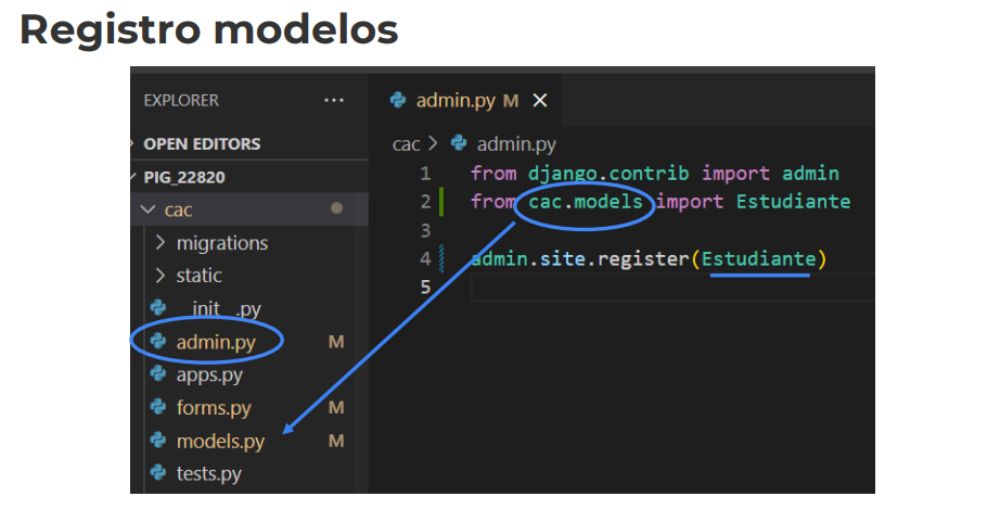 Registro modelos
EXPLORER ...
OPEN EDITORS
PIG_22820
cac
migrations
static
__init__.py
admin.py M
apps.py
forms.py M
models.py M
tests.py
admin.py M ×
cac > admin.py
1 from django.contrib import admin
2 from cac.models import Estudiante
3
4 admin.site.register(Estudiante)
5